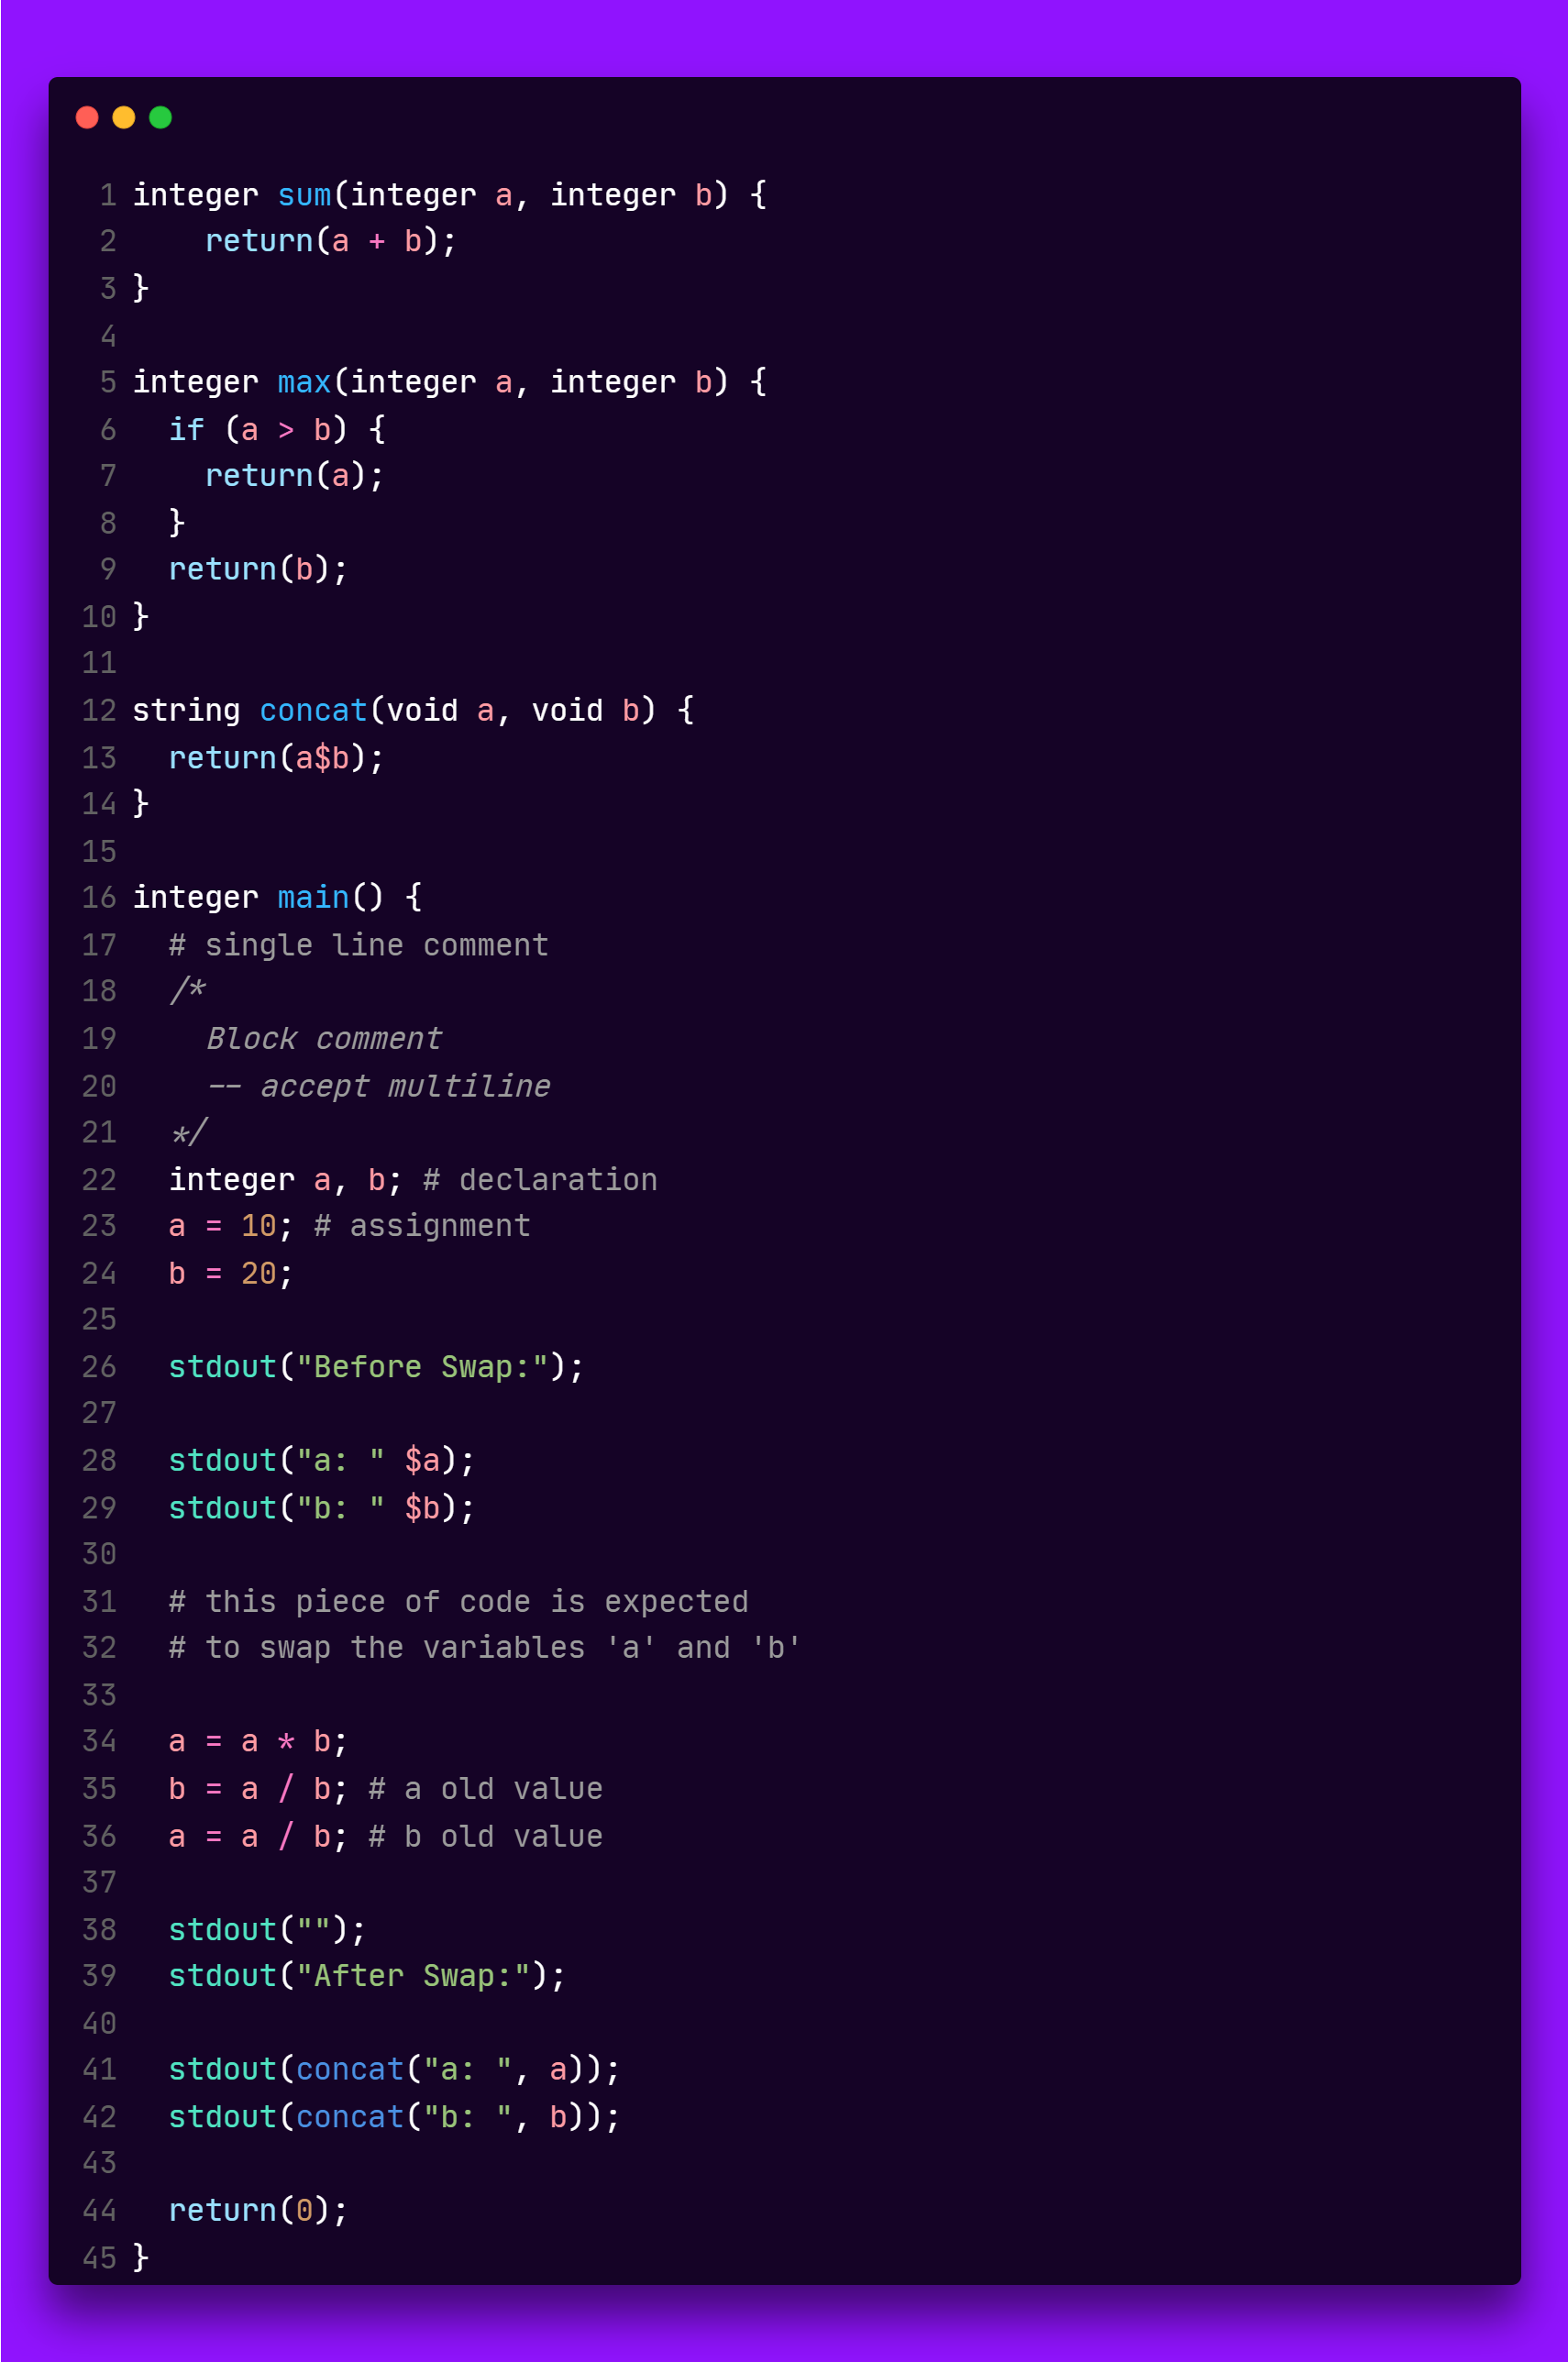 1 integer sum(integer a, integer b) {
2     return(a + b);
3 }
4
5 integer max(integer a, integer b) {
6   if (a > b) {
7     return(a);
8   }
9   return(b);
10 }
11
12 string concat(void a, void b) {
13   return(a$b);
14 }
15
16 integer main() {
17   # single line comment
18   /*
19     Block comment
20     -- accept multiline
21   */
22   integer a, b; # declaration
23   a = 10; # assignment
24   b = 20;
25
26   stdout("Before Swap:");
27
28   stdout("a: " $a);
29   stdout("b: " $b);
30
31   # this piece of code is expected
32   # to swap the variables 'a' and 'b'
33
34   a = a * b;
35   b = a / b; # a old value
36   a = a / b; # b old value
37
38   stdout("");
39   stdout("After Swap:");
40
41   stdout(concat("a: ", a));
42   stdout(concat("b: ", b));
43
44   return(0);
45 }